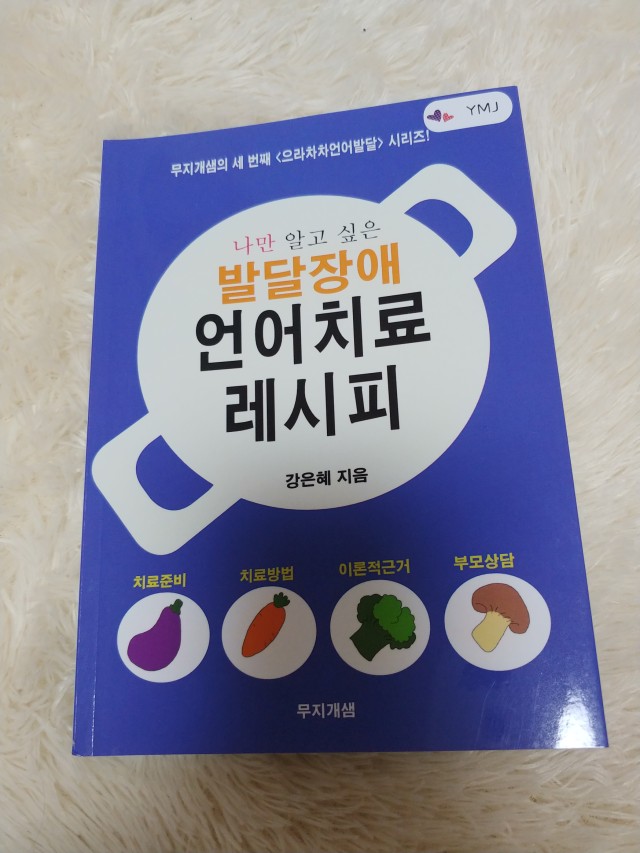 YMJ
무지개샘의 세 번째 <으라차차언어발달> 시리즈!
나만 알고 싶은
발달장애
언어치료
레시피
강은혜 지음
치료준비
치료방법
이론적근거
부모상담
무지개샘